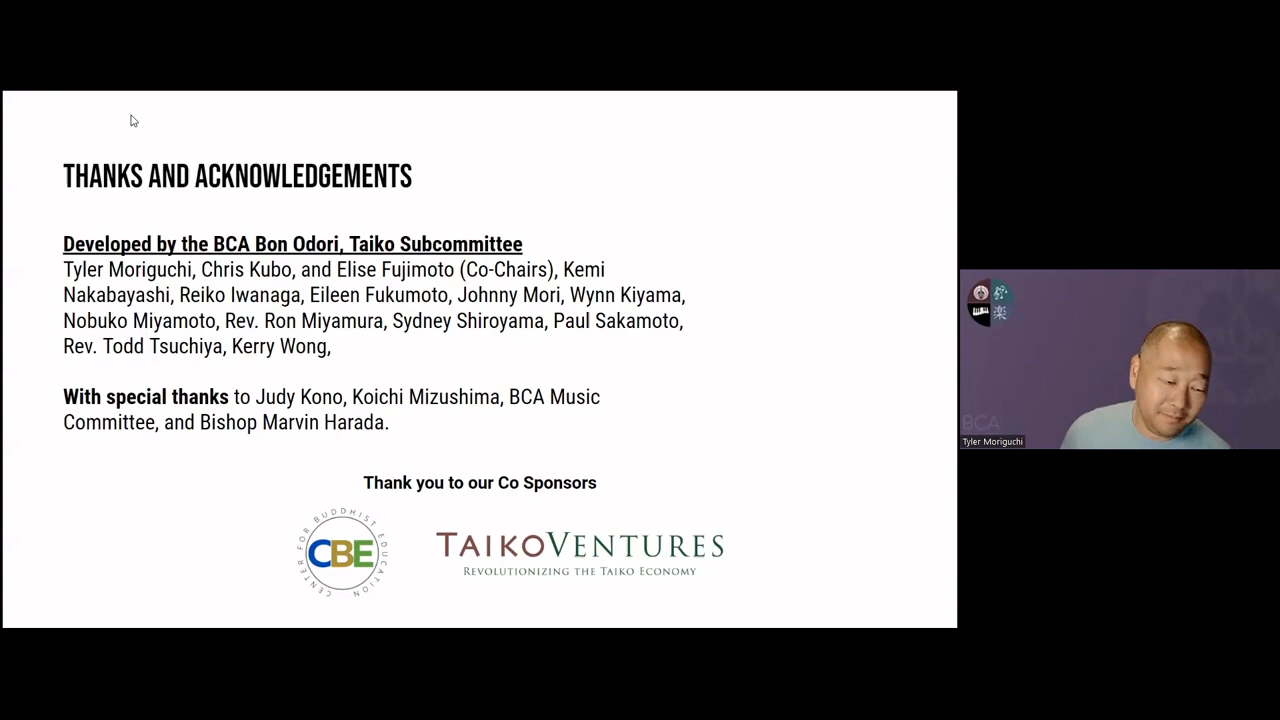 THANKS AND ACKNOWLEDGEMENTS
Developed by the BCA Bon Odori, Taiko Subcommittee
Tyler Moriguchi, Chris Kubo, and Elise Fujimoto (Co-Chairs), Kemi
Nakabayashi, Reiko Iwanaga, Eileen Fukumoto, Johnny Mori, Wynn Kiyama,
Nobuko Miyamoto, Rev. Ron Miyamura, Sydney Shiroyama, Paul Sakamoto,
Rev. Todd Tsuchiya, Kerry Wong,
With special thanks to Judy Kono, Koichi Mizushima, BCA Music
Committee, and Bishop Marvin Harada.
Thank you to our Co Sponsors
CENTER FOR BUDDHIST EDUCATION
CBE
TAIKOVENTURES
REVOLUTIONIZING THE TAIKO ECONOMY
楽
BCA
Tyler Moriguchi